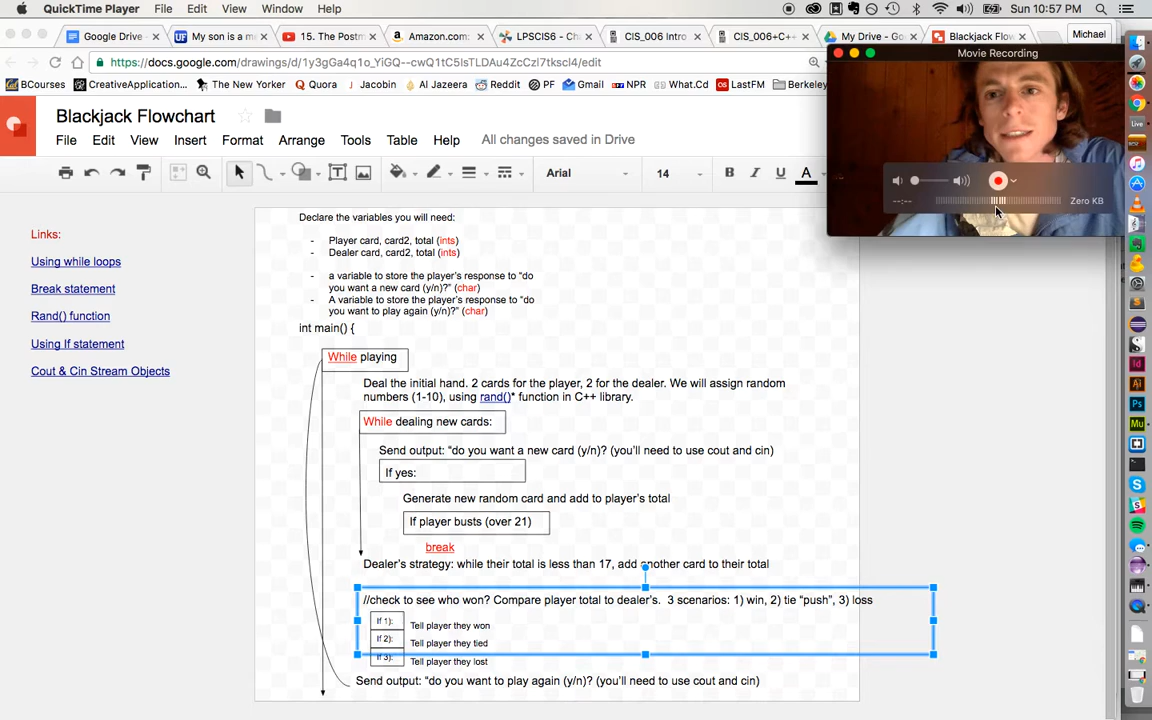 QuickTime Player File Edit View Window Help Sun 10:57 PM
Google Drive - UF My son is a m 15. The Postm Amazon.com: LPSCIS6 - Cha CIS_006 Intro CIS_006+C++ My Drive - Goo Blackjack Flow Michael
https://docs.google.com/drawings/d/1y3gGa4q1o_YiGQ--cwQ1tC5IsTLDAu4ZcCzl7tkscl4/edit
BCourses CreativeApplication... The New Yorker Quora Jacobin Al Jazeera Reddit PF Gmail NPR What.Cd LastFM Berkeley
Movie Recording
--:-- Zero KB
Blackjack Flowchart
File Edit View Insert Format Arrange Tools Table Help All changes saved in Drive
Arial 14 B I U A
Links:
Using while loops
Break statement
Rand() function
Using If statement
Cout & Cin Stream Objects
Declare the variables you will need:
- Player card, card2, total (ints)
- Dealer card, card2, total (ints)
- a variable to store the player's response to "do
you want a new card (y/n)?" (char)
- A variable to store the player's response to "do
you want to play again (y/n)?" (char)
int main() {
While playing
Deal the initial hand. 2 cards for the player, 2 for the dealer. We will assign random
numbers (1-10), using rand()* function in C++ library.
While dealing new cards:
Send output: "do you want a new card (y/n)? (you'll need to use cout and cin)
If yes:
Generate new random card and add to player's total
If player busts (over 21)
break
Dealer's strategy: while their total is less than 17, add another card to their total
//check to see who won? Compare player total to dealer's. 3 scenarios: 1) win, 2) tie "push", 3) loss
If 1): Tell player they won
If 2): Tell player they tied
If 3): Tell player they lost
Send output: "do you want to play again (y/n)? (you'll need to use cout and cin)
Live
Id
Ai
Ps
Mu